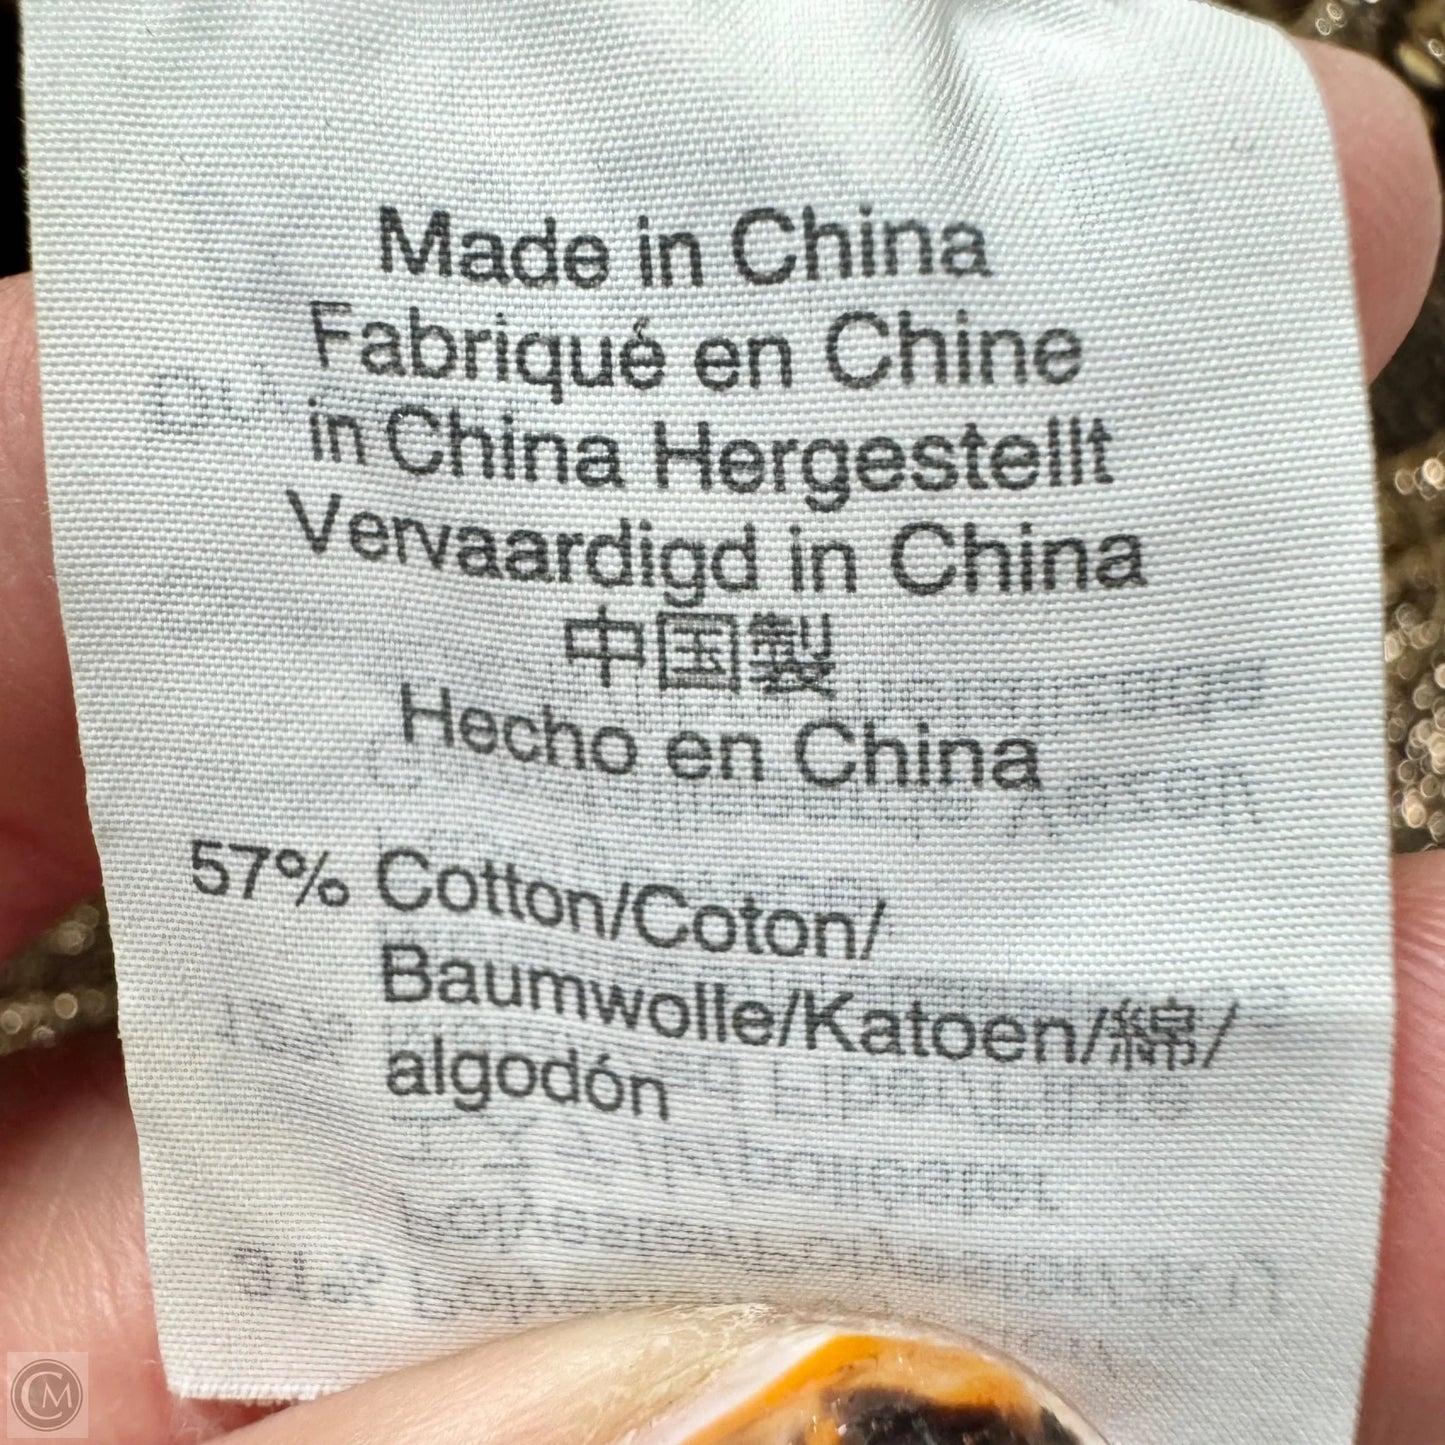 Made in China
Fabriqué en Chine
in China Hergestellt
Vervaardigd in China
中国製
Hecho en China
57% Cotton/Coton/
Baumwolle/Katoen/綿/
algodón
CM